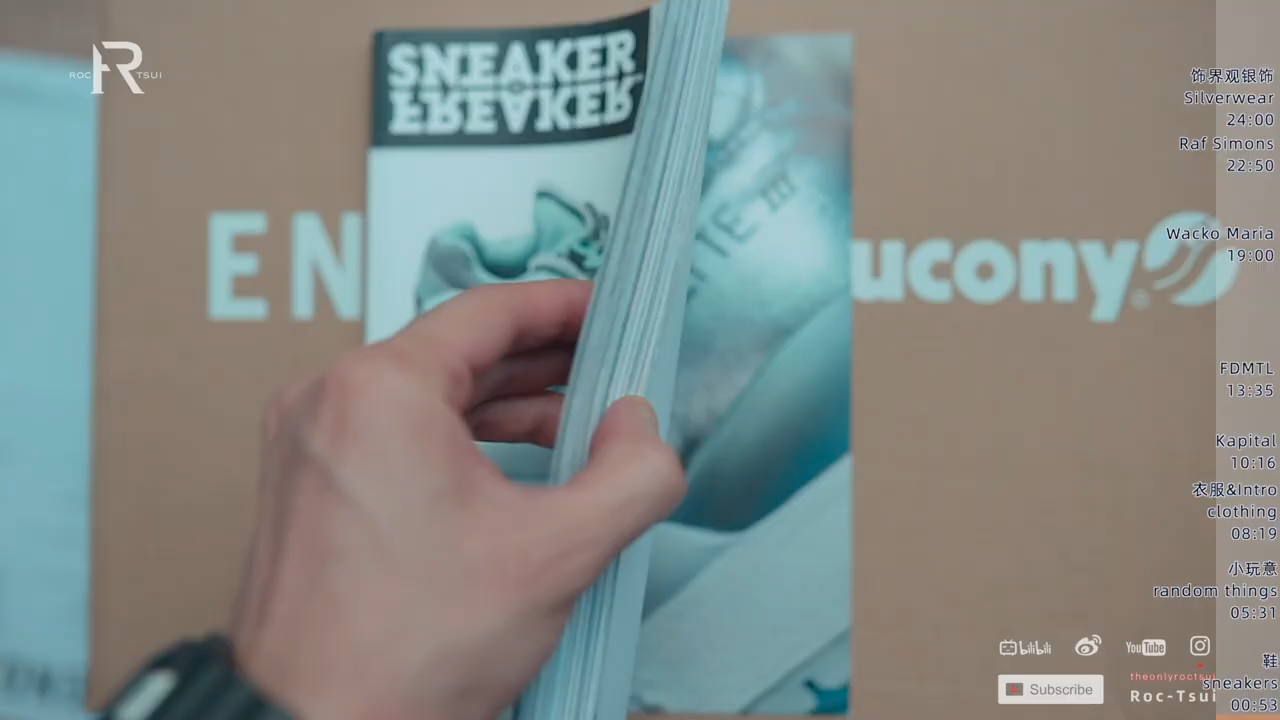 ROC R TSUI
SNEAKER
FREAKER
EN
ucony
®
饰界观银饰
Silverwear
24:00
Raf Simons
22:50
Wacko Maria
19:00
FDMTL
13:35
Kapital
10:16
衣服&Intro
clothing
08:19
小玩意
random things
05:31
鞋
sneakers
00:53
bilibili
YouTube
Subscribe
theonlyroctsui
Roc-Tsui